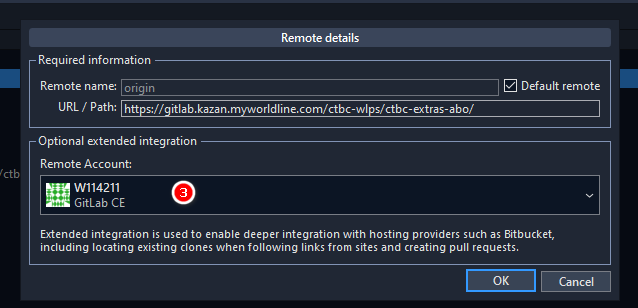 Remote details
Required information
Remote name: origin Default remote
URL / Path: https://gitlab.kazan.myworldline.com/ctbc-wlps/ctbc-extras-abo/
Optional extended integration
/ctb
Remote Account:
W114211
3
GitLab CE
Extended integration is used to enable deeper integration with hosting providers such as Bitbucket,
including locating existing clones when following links from sites and creating pull requests.
OK Cancel